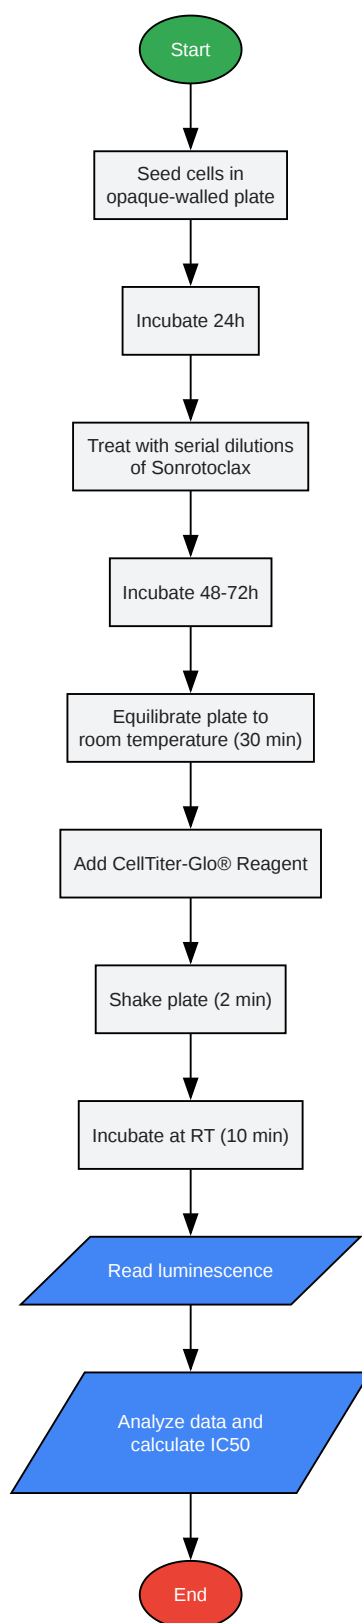 Start
Seed cells in
opaque-walled plate
Incubate 24h
Treat with serial dilutions
of Sonrotoclax
Incubate 48-72h
Equilibrate plate to
room temperature (30 min)
Add CellTiter-Glo® Reagent
Shake plate (2 min)
Incubate at RT (10 min)
Read luminescence
Analyze data and
calculate IC50
End